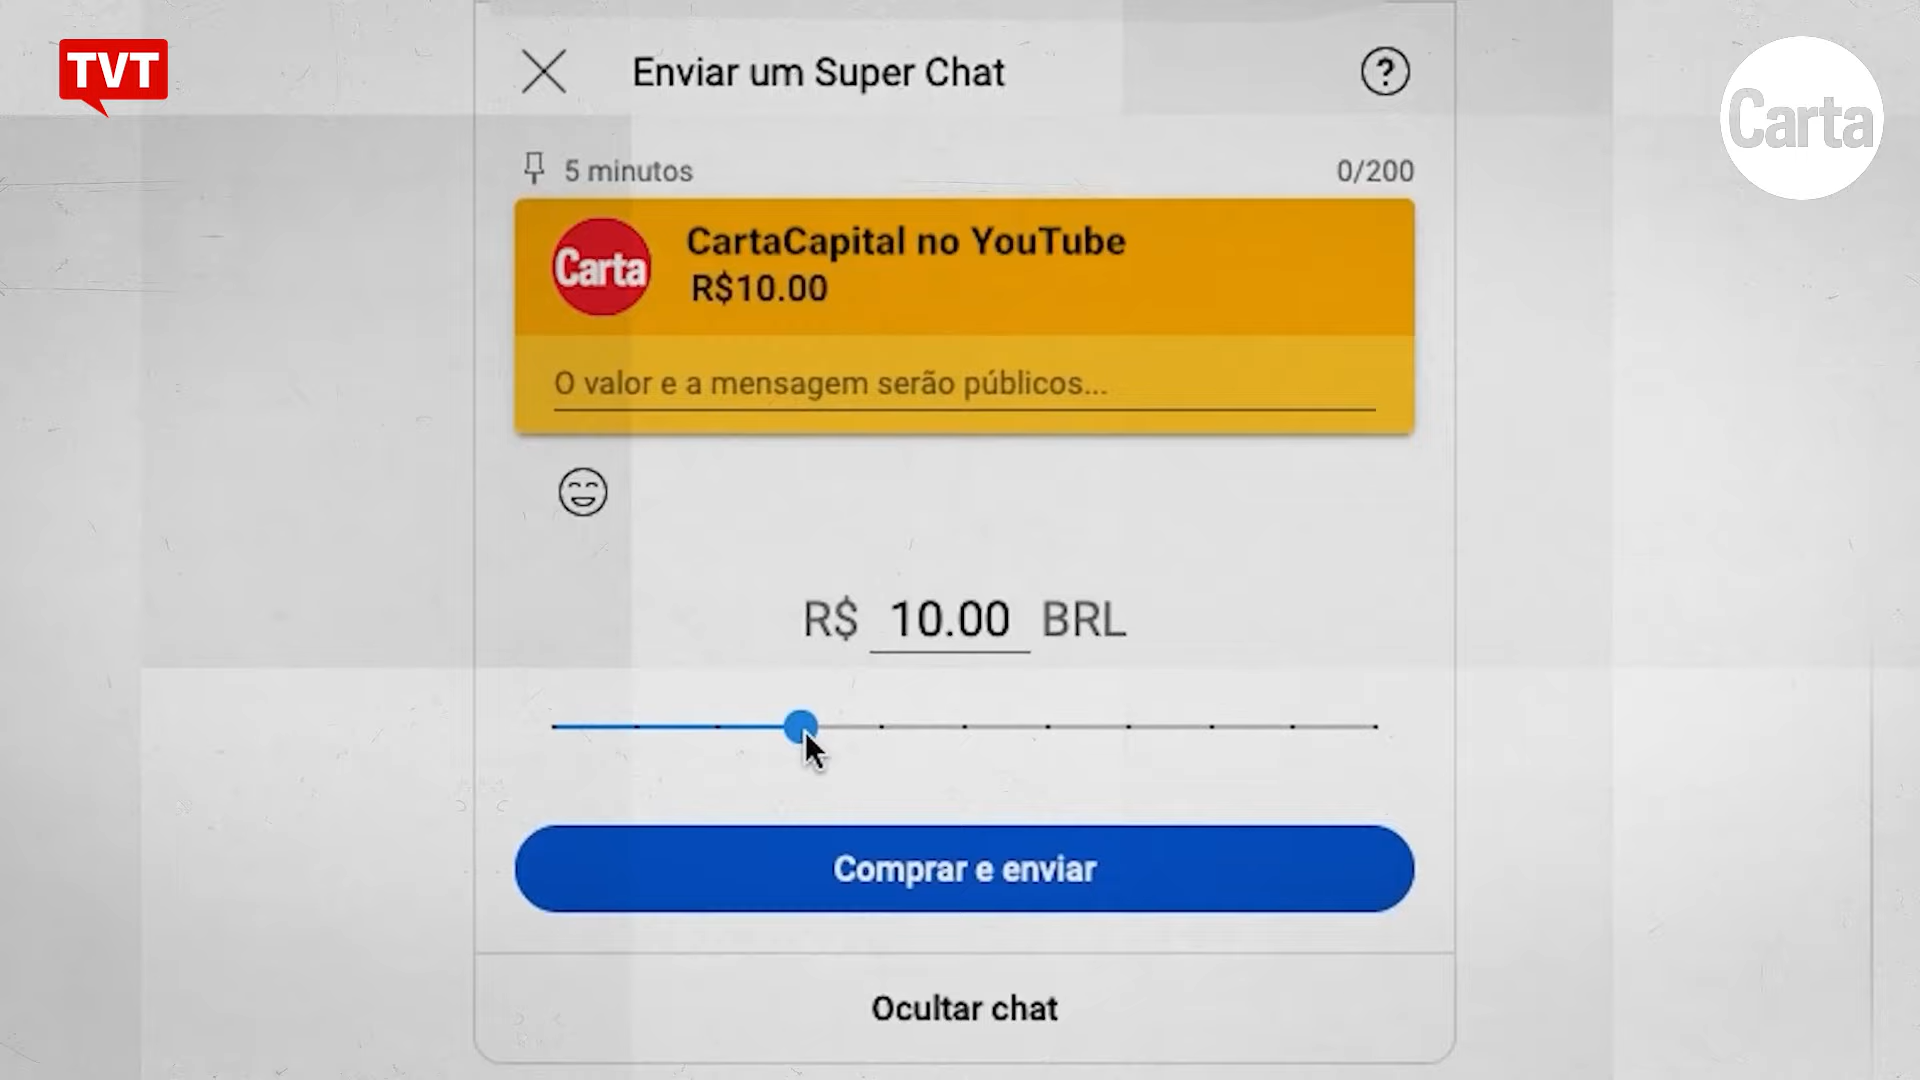 TVT
Carta
Enviar um Super Chat
?
5 minutos
0/200
Carta
CartaCapital no YouTube
R$10.00
O valor e a mensagem serão públicos...
R$ 10.00 BRL
Comprar e enviar
Ocultar chat